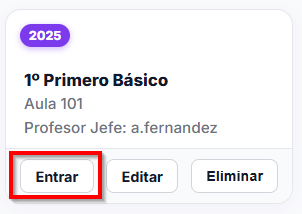 2025
1º Primero Básico
Aula 101
Profesor Jefe: a.fernandez
Entrar Editar Eliminar